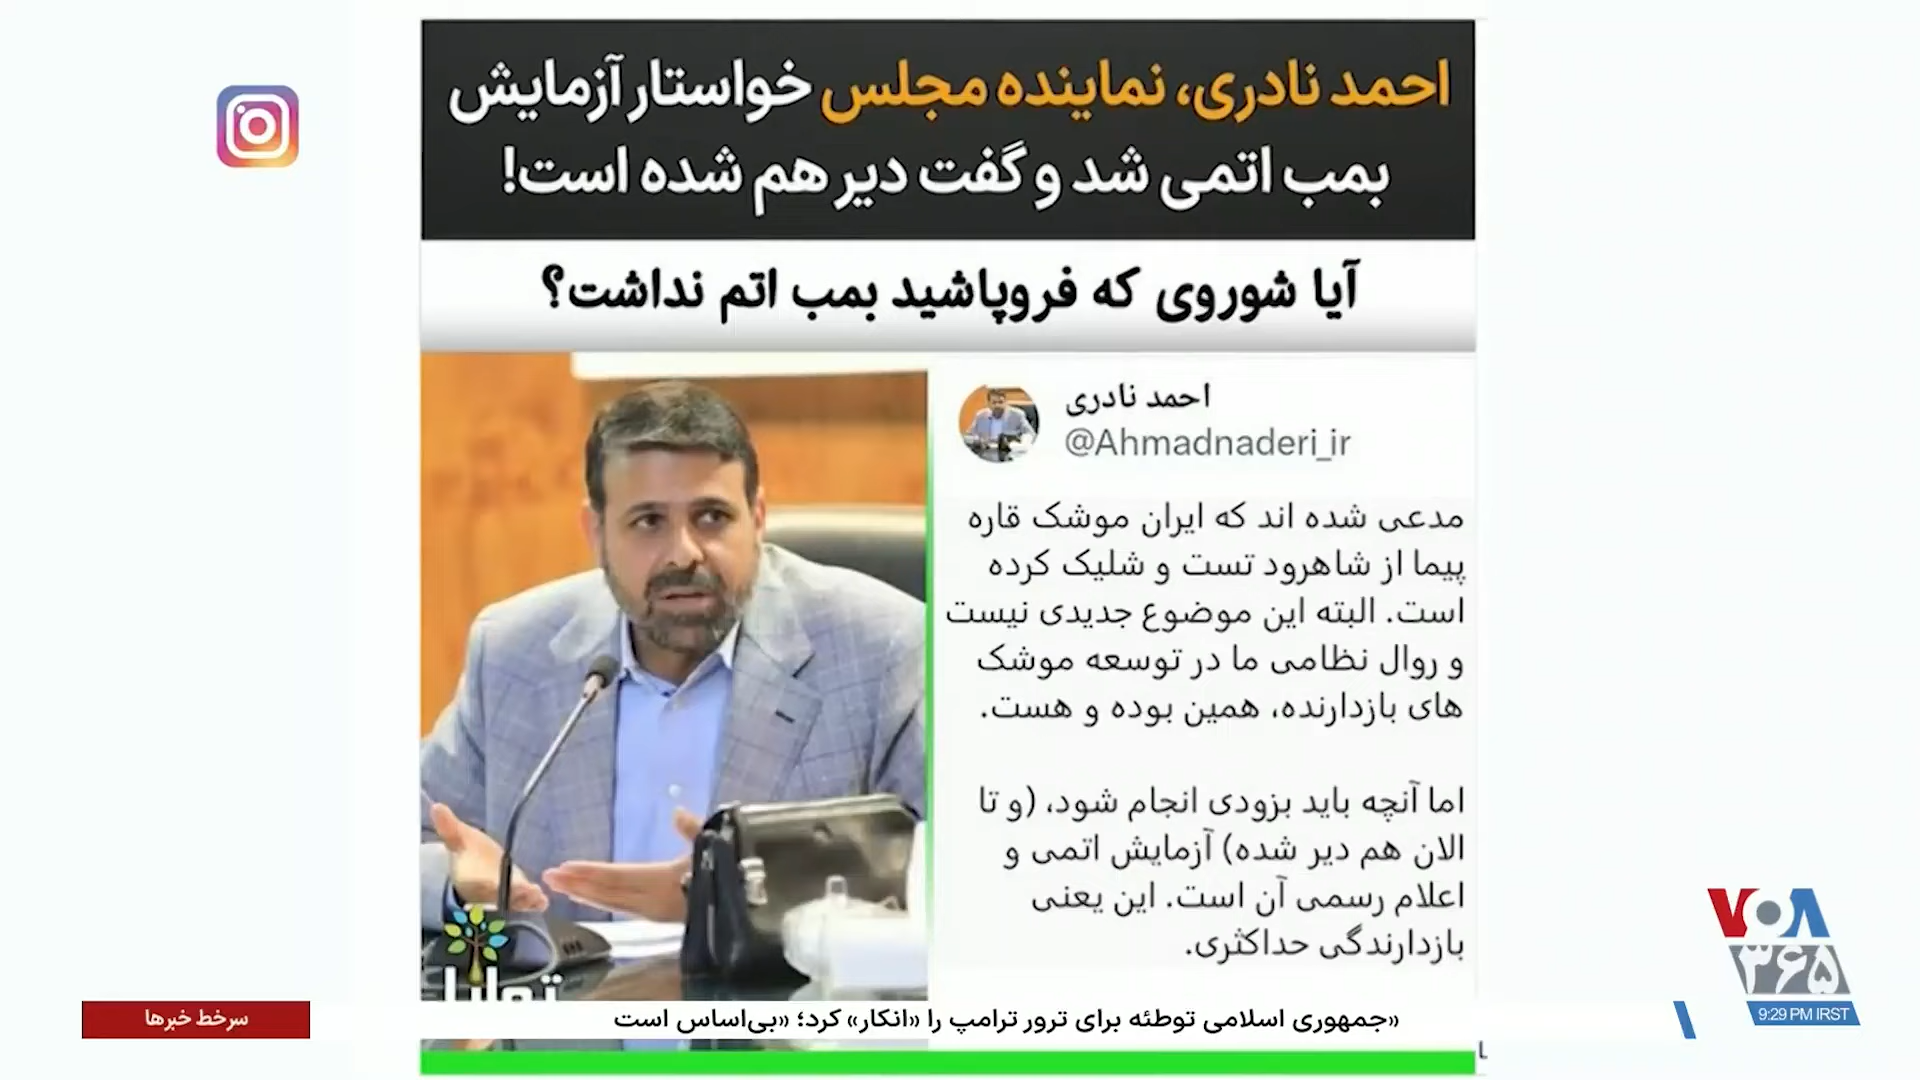 احمد نادری، نماینده مجلس خواستار آزمایش
بمب اتمی شد و گفت دیر هم شده است!
آیا شوروی که فروپاشید بمب اتم نداشت؟
احمد نادری
@Ahmadnaderi_ir
مدعی شده اند که ایران موشک قاره
پیما از شاهرود تست و شلیک کرده
است. البته این موضوع جدیدی نیست
و روال نظامی ما در توسعه موشک
های بازدارنده، همین بوده و هست.
اما آنچه باید بزودی انجام شود، (و تا
الان هم دیر شده) آزمایش اتمی و
اعلام رسمی آن است. این یعنی
بازدارندگی حداکثری.
VOA
۳۶۵
9:29 PM IRST
سرخط خبرها
«جمهوری اسلامی توطئه برای ترور ترامپ را «انکار» کرد؛ «بی‌اساس است